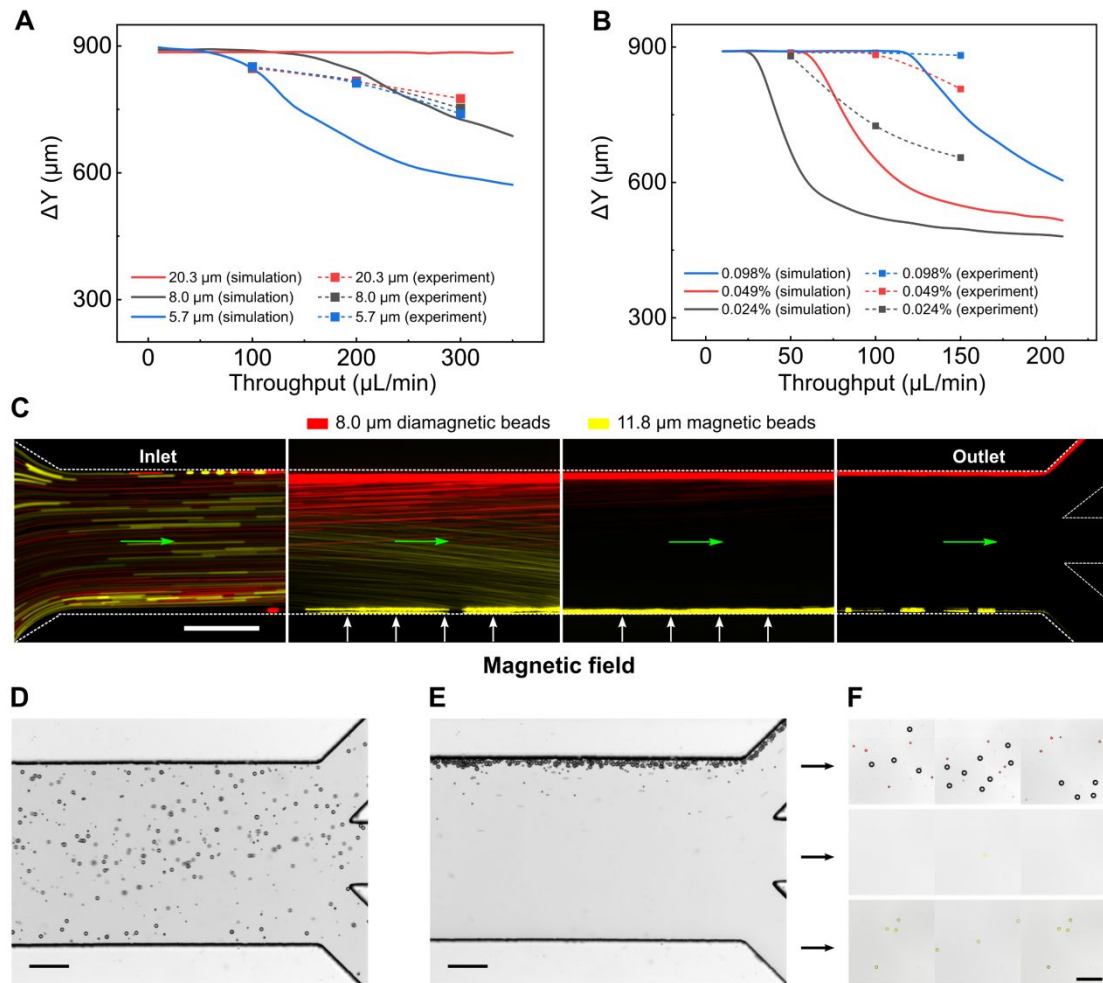 A
900
600
300
ΔY (μm)
20.3 μm (simulation)
8.0 μm (simulation)
5.7 μm (simulation)
20.3 μm (experiment)
8.0 μm (experiment)
5.7 μm (experiment)
0
100
200
300
Throughput (μL/min)
B
900
600
300
ΔY (μm)
0.098% (simulation)
0.049% (simulation)
0.024% (simulation)
0.098% (experiment)
0.049% (experiment)
0.024% (experiment)
0
50
100
150
200
Throughput (μL/min)
C
8.0 μm diamagnetic beads
11.8 μm magnetic beads
Inlet
Outlet
Magnetic field
D
E
F